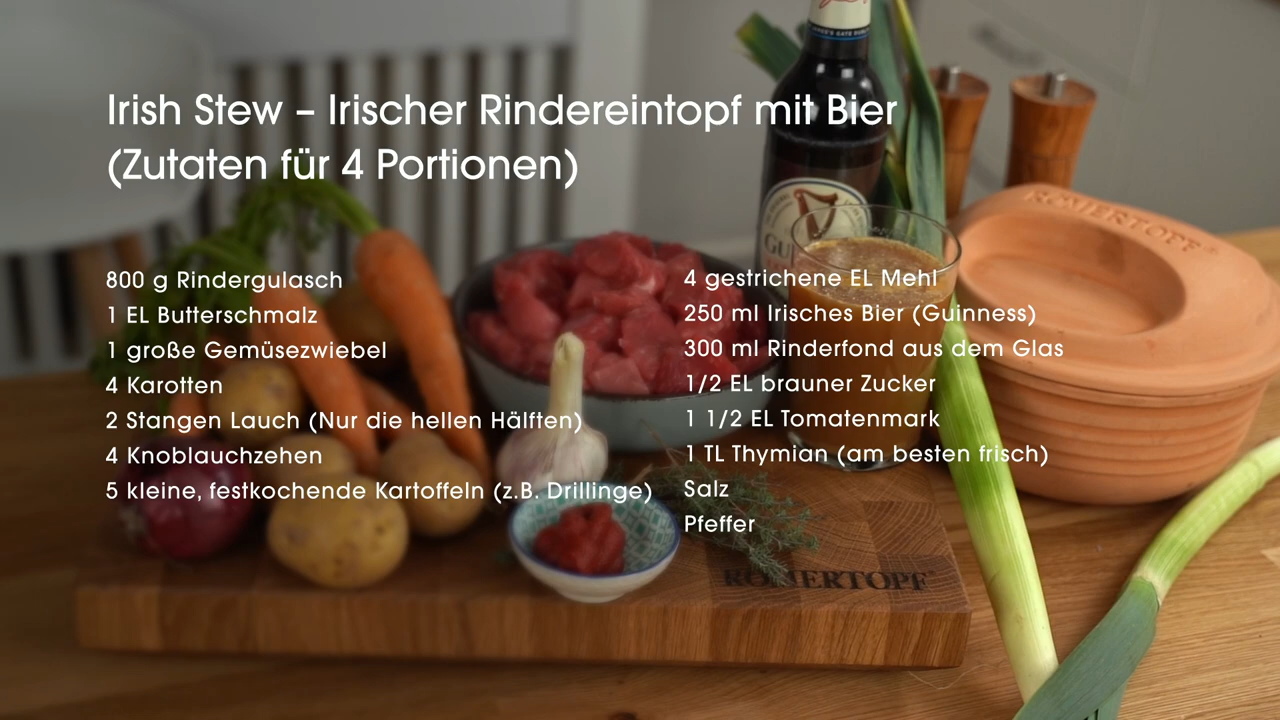 Irish Stew – Irischer Rindereintopf mit Bier
(Zutaten für 4 Portionen)
800 g Rindergulasch
1 EL Butterschmalz
1 große Gemüsezwiebel
4 Karotten
2 Stangen Lauch (Nur die hellen Hälften)
4 Knoblauchzehen
5 kleine, festkochende Kartoffeln (z.B. Drillinge)
4 gestrichene EL Mehl
250 ml Irisches Bier (Guinness)
300 ml Rinderfond aus dem Glas
1/2 EL brauner Zucker
1 1/2 EL Tomatenmark
1 TL Thymian (am besten frisch)
Salz
Pfeffer
RÖMERTOPF®
RÖMERTOPF®